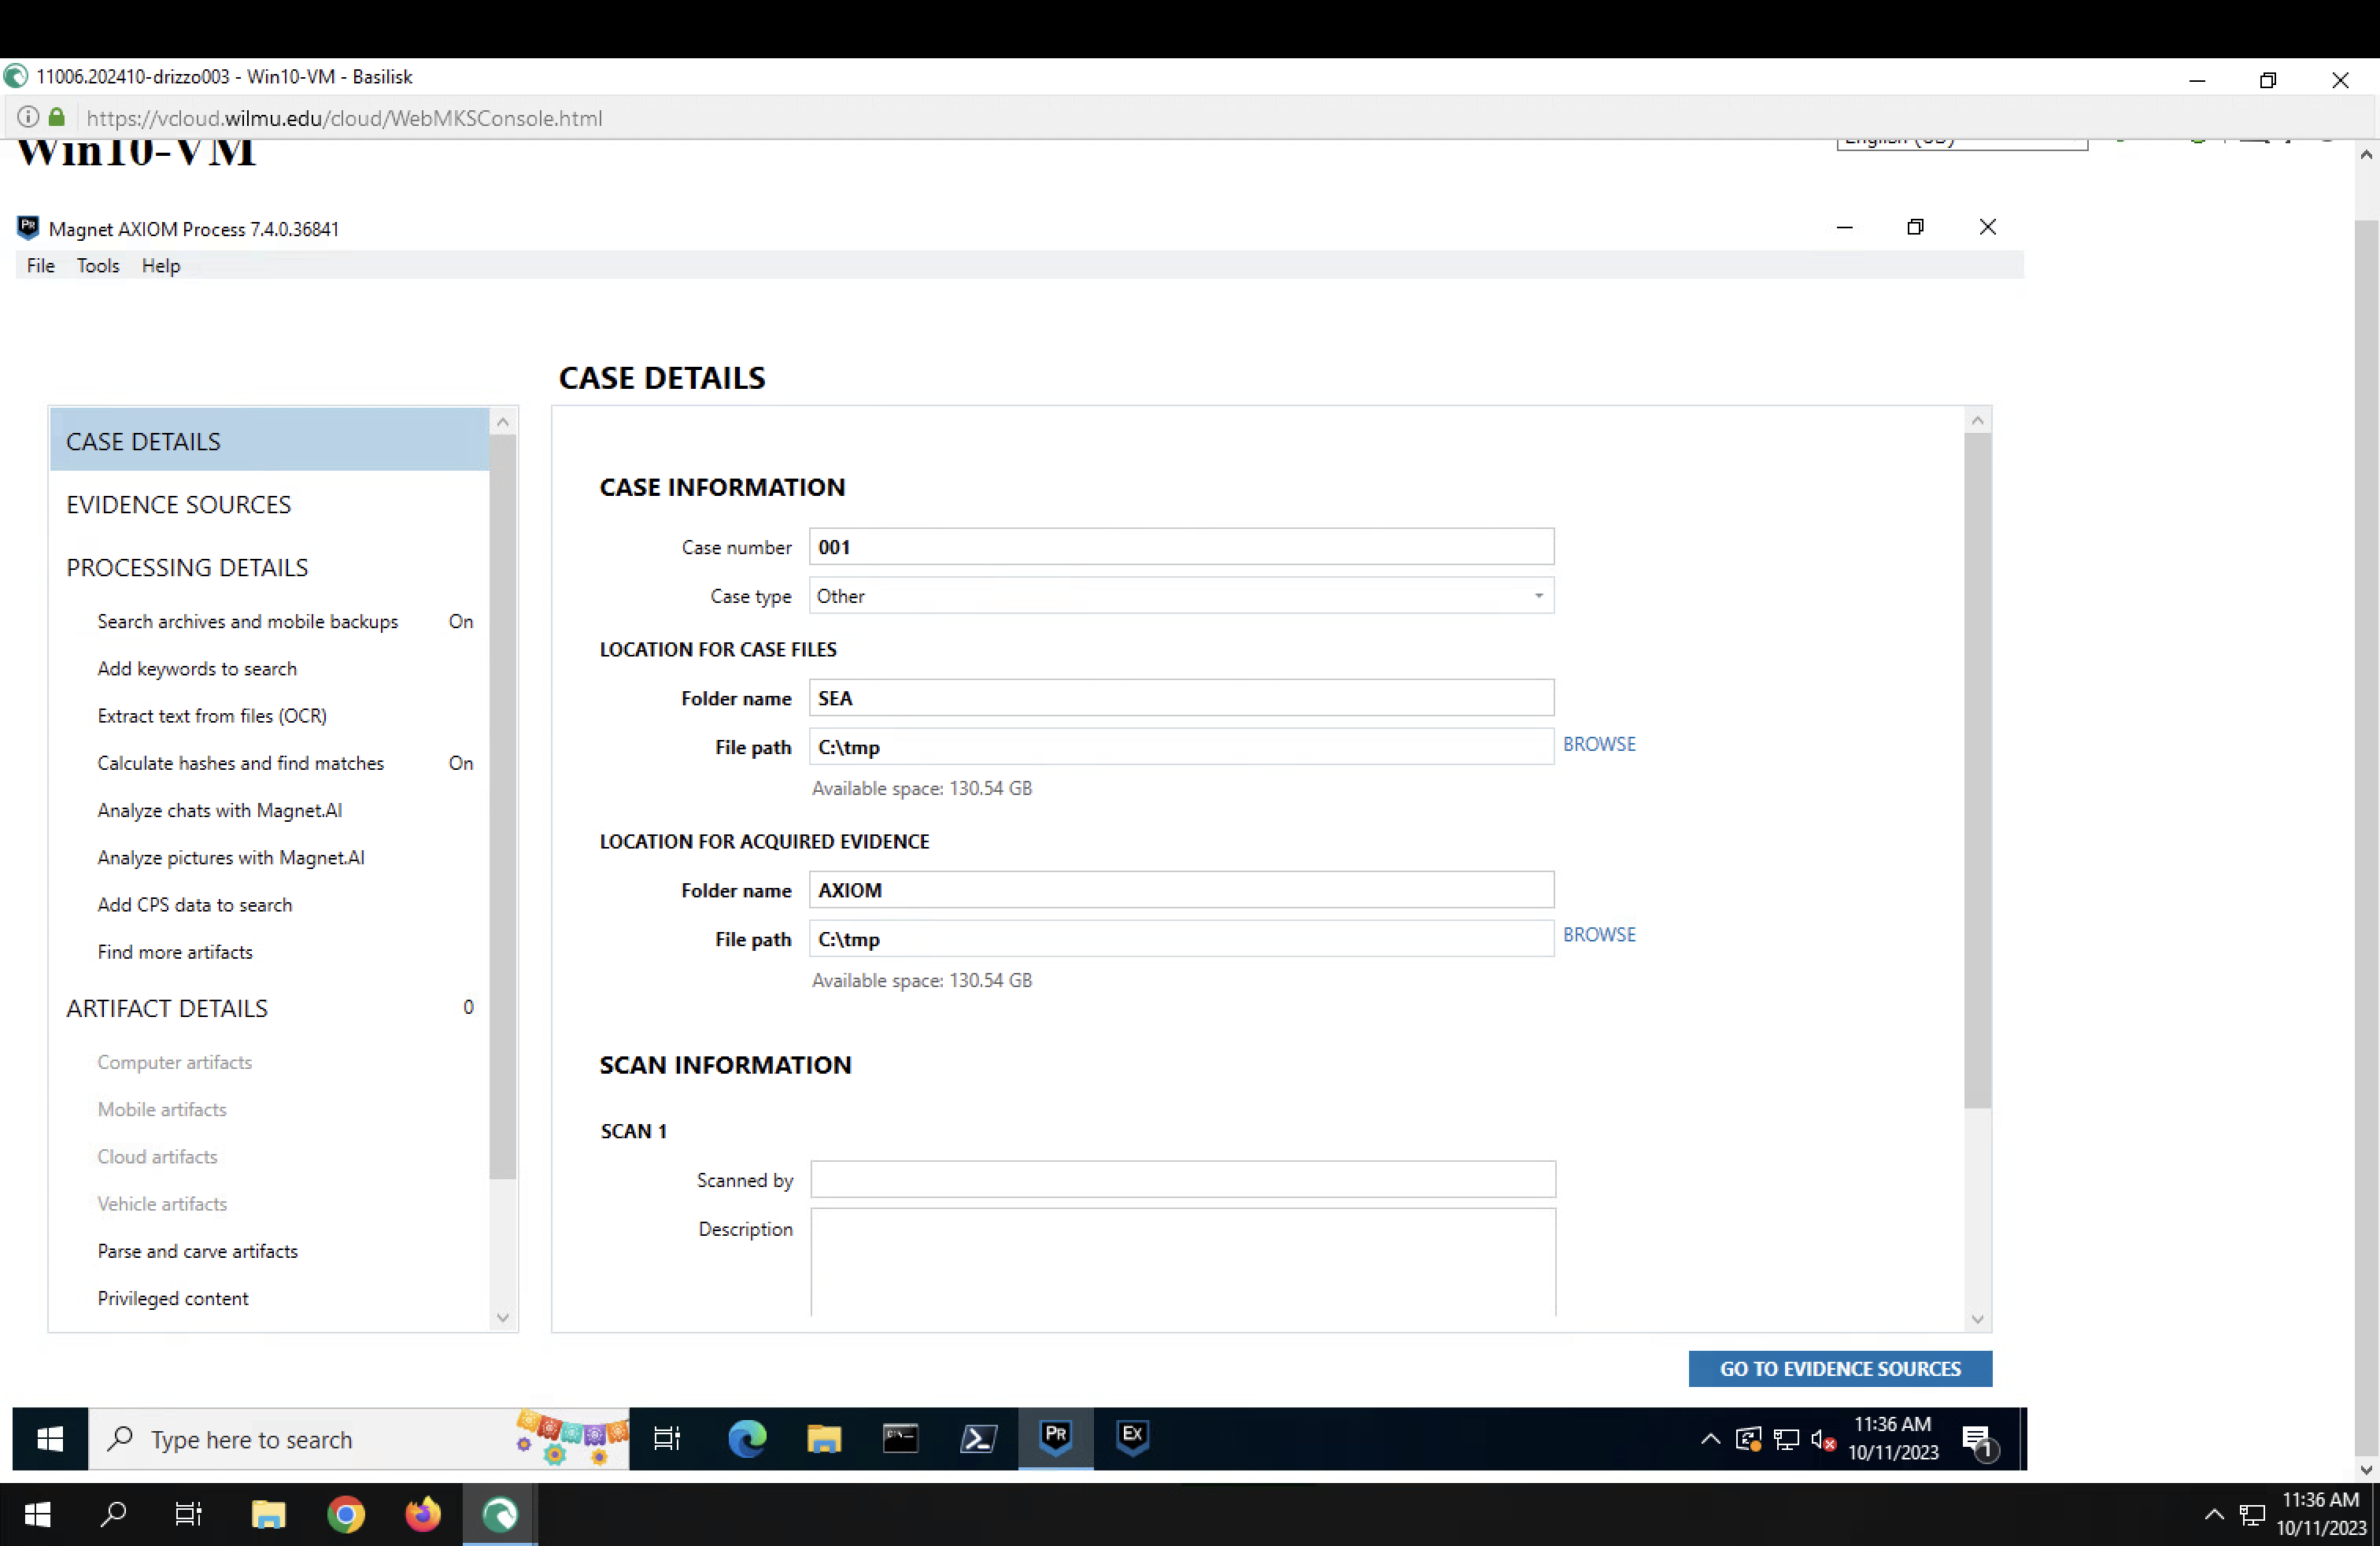 11006.202410-drizzo003 - Win10-VM - Basilisk
https://vcloud.wilmu.edu/cloud/WebMKSConsole.html
Win10-VM
English (US)
Magnet AXIOM Process 7.4.0.36841
File Tools Help
CASE DETAILS
CASE DETAILS
EVIDENCE SOURCES
PROCESSING DETAILS
Search archives and mobile backups On
Add keywords to search
Extract text from files (OCR)
Calculate hashes and find matches On
Analyze chats with Magnet.AI
Analyze pictures with Magnet.AI
Add CPS data to search
Find more artifacts
ARTIFACT DETAILS 0
Computer artifacts
Mobile artifacts
Cloud artifacts
Vehicle artifacts
Parse and carve artifacts
Privileged content
CASE INFORMATION
Case number 001
Case type Other
LOCATION FOR CASE FILES
Folder name SEA
File path C:\tmp BROWSE
Available space: 130.54 GB
LOCATION FOR ACQUIRED EVIDENCE
Folder name AXIOM
File path C:\tmp BROWSE
Available space: 130.54 GB
SCAN INFORMATION
SCAN 1
Scanned by
Description
GO TO EVIDENCE SOURCES
Type here to search
PR
EX
11:36 AM
10/11/2023
1
11:36 AM
10/11/2023